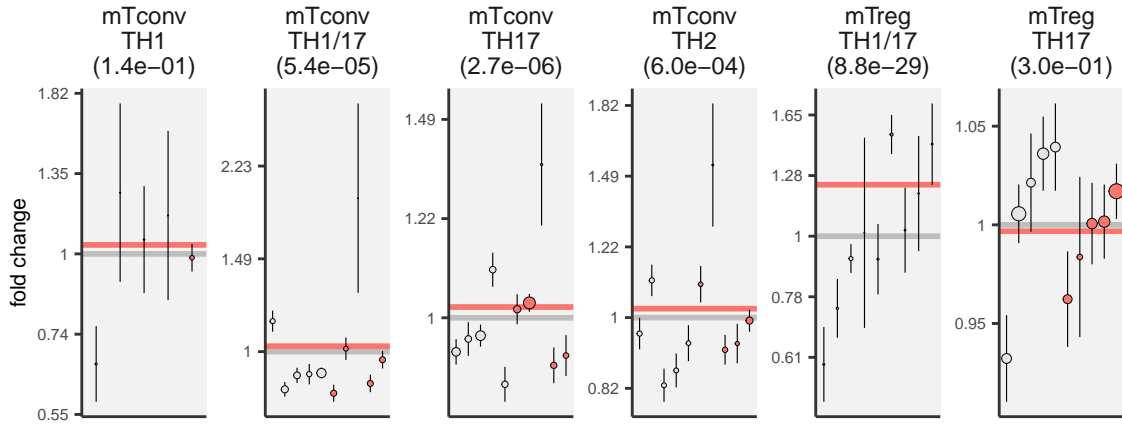 mTconv
TH1
(1.4e−01)
mTconv
TH1/17
(5.4e−05)
mTconv
TH17
(2.7e−06)
mTconv
TH2
(6.0e−04)
mTreg
TH1/17
(8.8e−29)
mTreg
TH17
(3.0e−01)
fold change
1.82
1.35
1
0.74
0.55
2.23
1.49
1
1.49
1.22
1
1.82
1.49
1.22
1
0.82
1.65
1.28
1
0.78
0.61
1.05
1
0.95